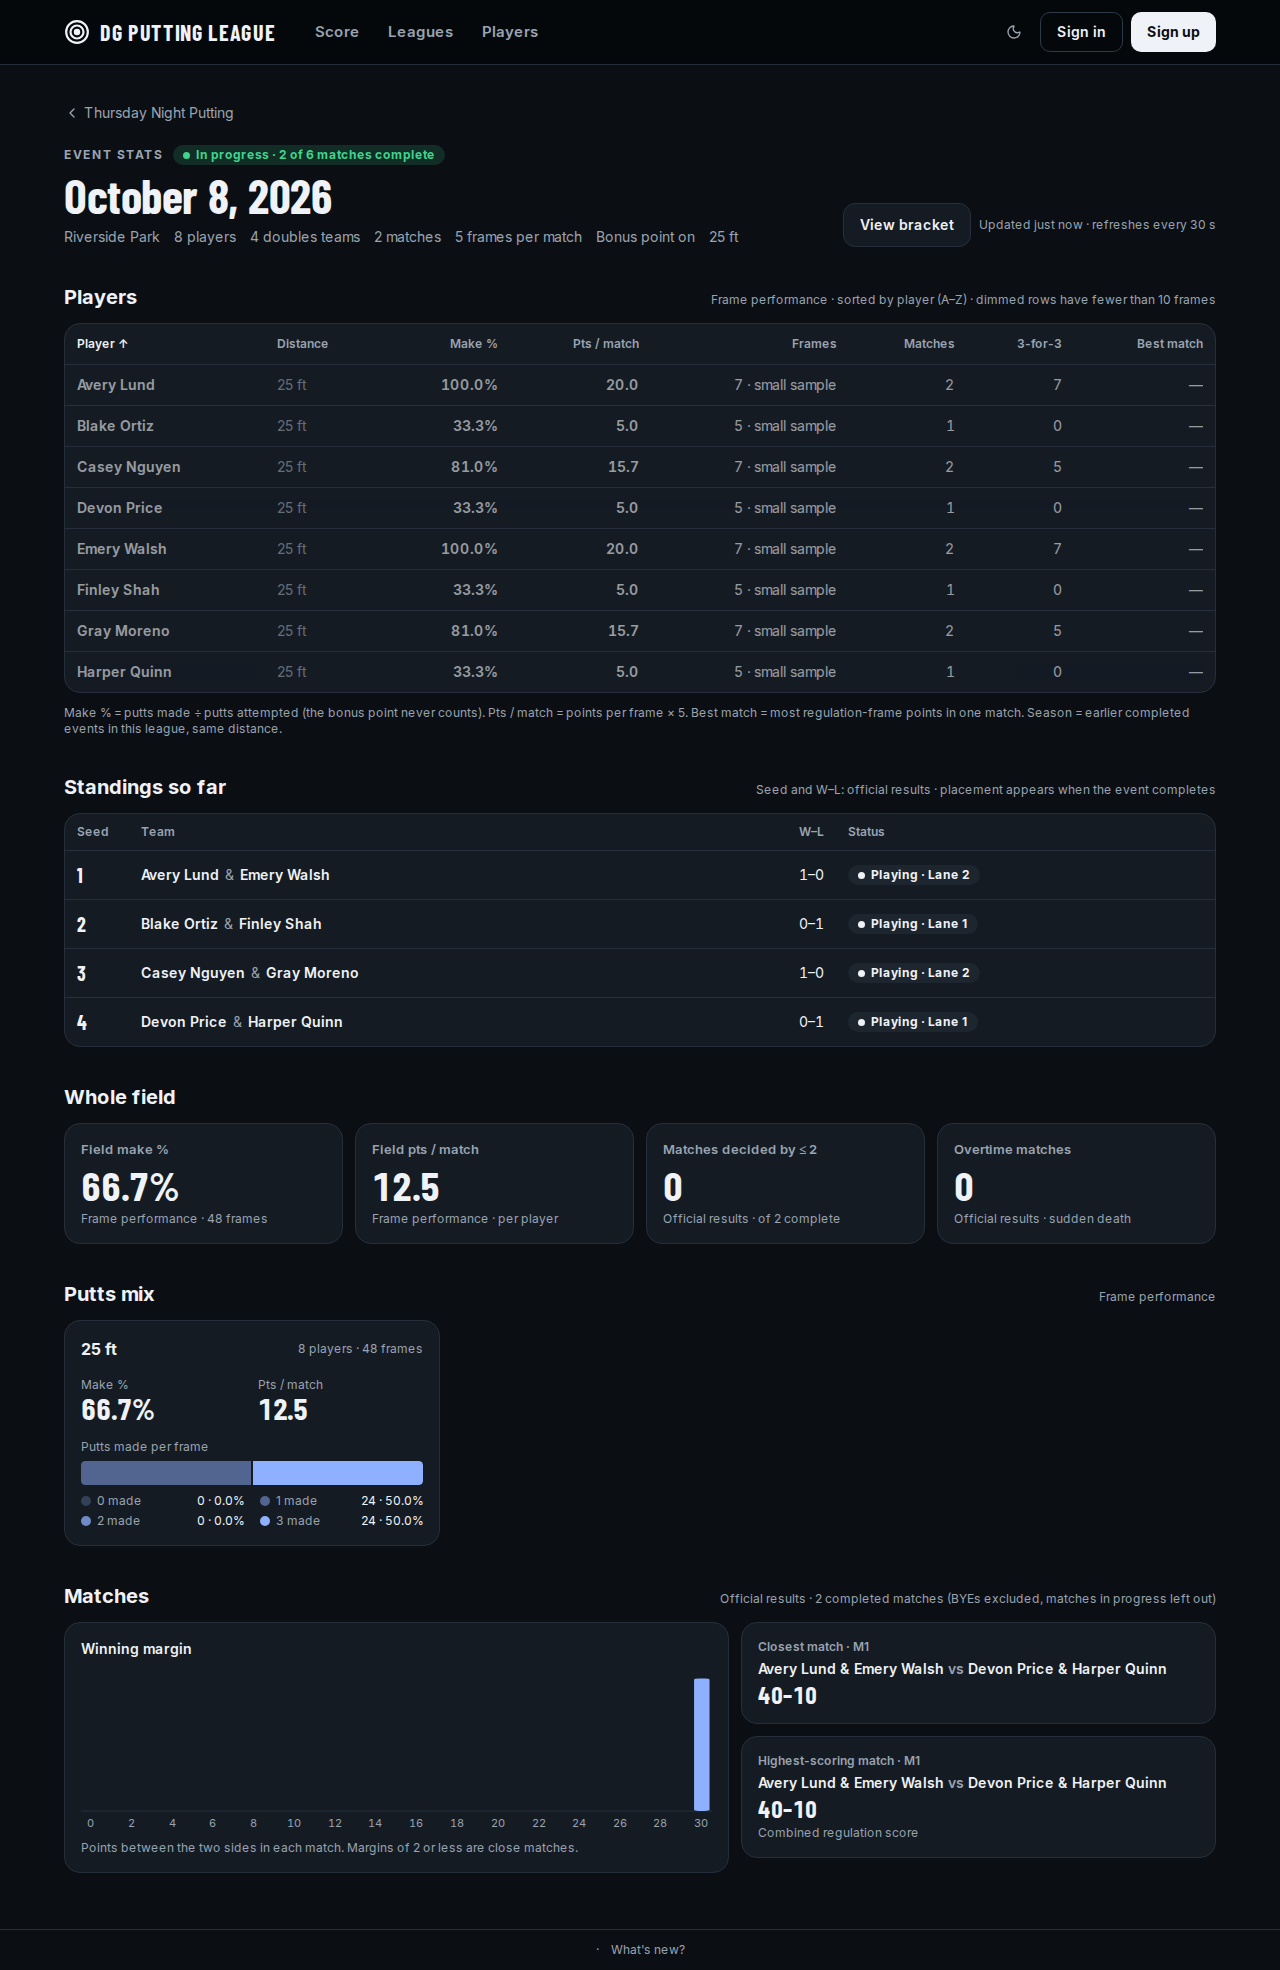 DG PUTTING LEAGUE Score Leagues Players Sign in Sign up
Thursday Night Putting
EVENT STATS In progress · 2 of 6 matches complete
October 8, 2026
Riverside Park 8 players 4 doubles teams 2 matches 5 frames per match Bonus point on 25 ft
View bracket Updated just now · refreshes every 30 s
Players Frame performance · sorted by player (A–Z) · dimmed rows have fewer than 10 frames
Player ↑ Distance Make % Pts / match Frames Matches 3-for-3 Best match
Avery Lund 25 ft 100.0% 20.0 7 · small sample 2 7 —
Blake Ortiz 25 ft 33.3% 5.0 5 · small sample 1 0 —
Casey Nguyen 25 ft 81.0% 15.7 7 · small sample 2 5 —
Devon Price 25 ft 33.3% 5.0 5 · small sample 1 0 —
Emery Walsh 25 ft 100.0% 20.0 7 · small sample 2 7 —
Finley Shah 25 ft 33.3% 5.0 5 · small sample 1 0 —
Gray Moreno 25 ft 81.0% 15.7 7 · small sample 2 5 —
Harper Quinn 25 ft 33.3% 5.0 5 · small sample 1 0 —
Make % = putts made ÷ putts attempted (the bonus point never counts). Pts / match = points per frame × 5. Best match = most regulation-frame points in one match. Season = earlier completed
events in this league, same distance.
Standings so far Seed and W–L: official results · placement appears when the event completes
Seed Team W–L Status
1 Avery Lund & Emery Walsh 1–0 Playing · Lane 2
2 Blake Ortiz & Finley Shah 0–1 Playing · Lane 1
3 Casey Nguyen & Gray Moreno 1–0 Playing · Lane 2
4 Devon Price & Harper Quinn 0–1 Playing · Lane 1
Whole field
Field make % Field pts / match Matches decided by ≤ 2 Overtime matches
66.7% 12.5 0 0
Frame performance · 48 frames Frame performance · per player Official results · of 2 complete Official results · sudden death
Putts mix Frame performance
25 ft 8 players · 48 frames
Make % Pts / match
66.7% 12.5
Putts made per frame
0 made 0 · 0.0% 1 made 24 · 50.0%
2 made 0 · 0.0% 3 made 24 · 50.0%
Matches Official results · 2 completed matches (BYEs excluded, matches in progress left out)
Winning margin
0 2 4 6 8 10 12 14 16 18 20 22 24 26 28 30
Points between the two sides in each match. Margins of 2 or less are close matches.
Closest match · M1
Avery Lund & Emery Walsh vs Devon Price & Harper Quinn
40–10
Highest-scoring match · M1
Avery Lund & Emery Walsh vs Devon Price & Harper Quinn
40–10
Combined regulation score
· What's new?